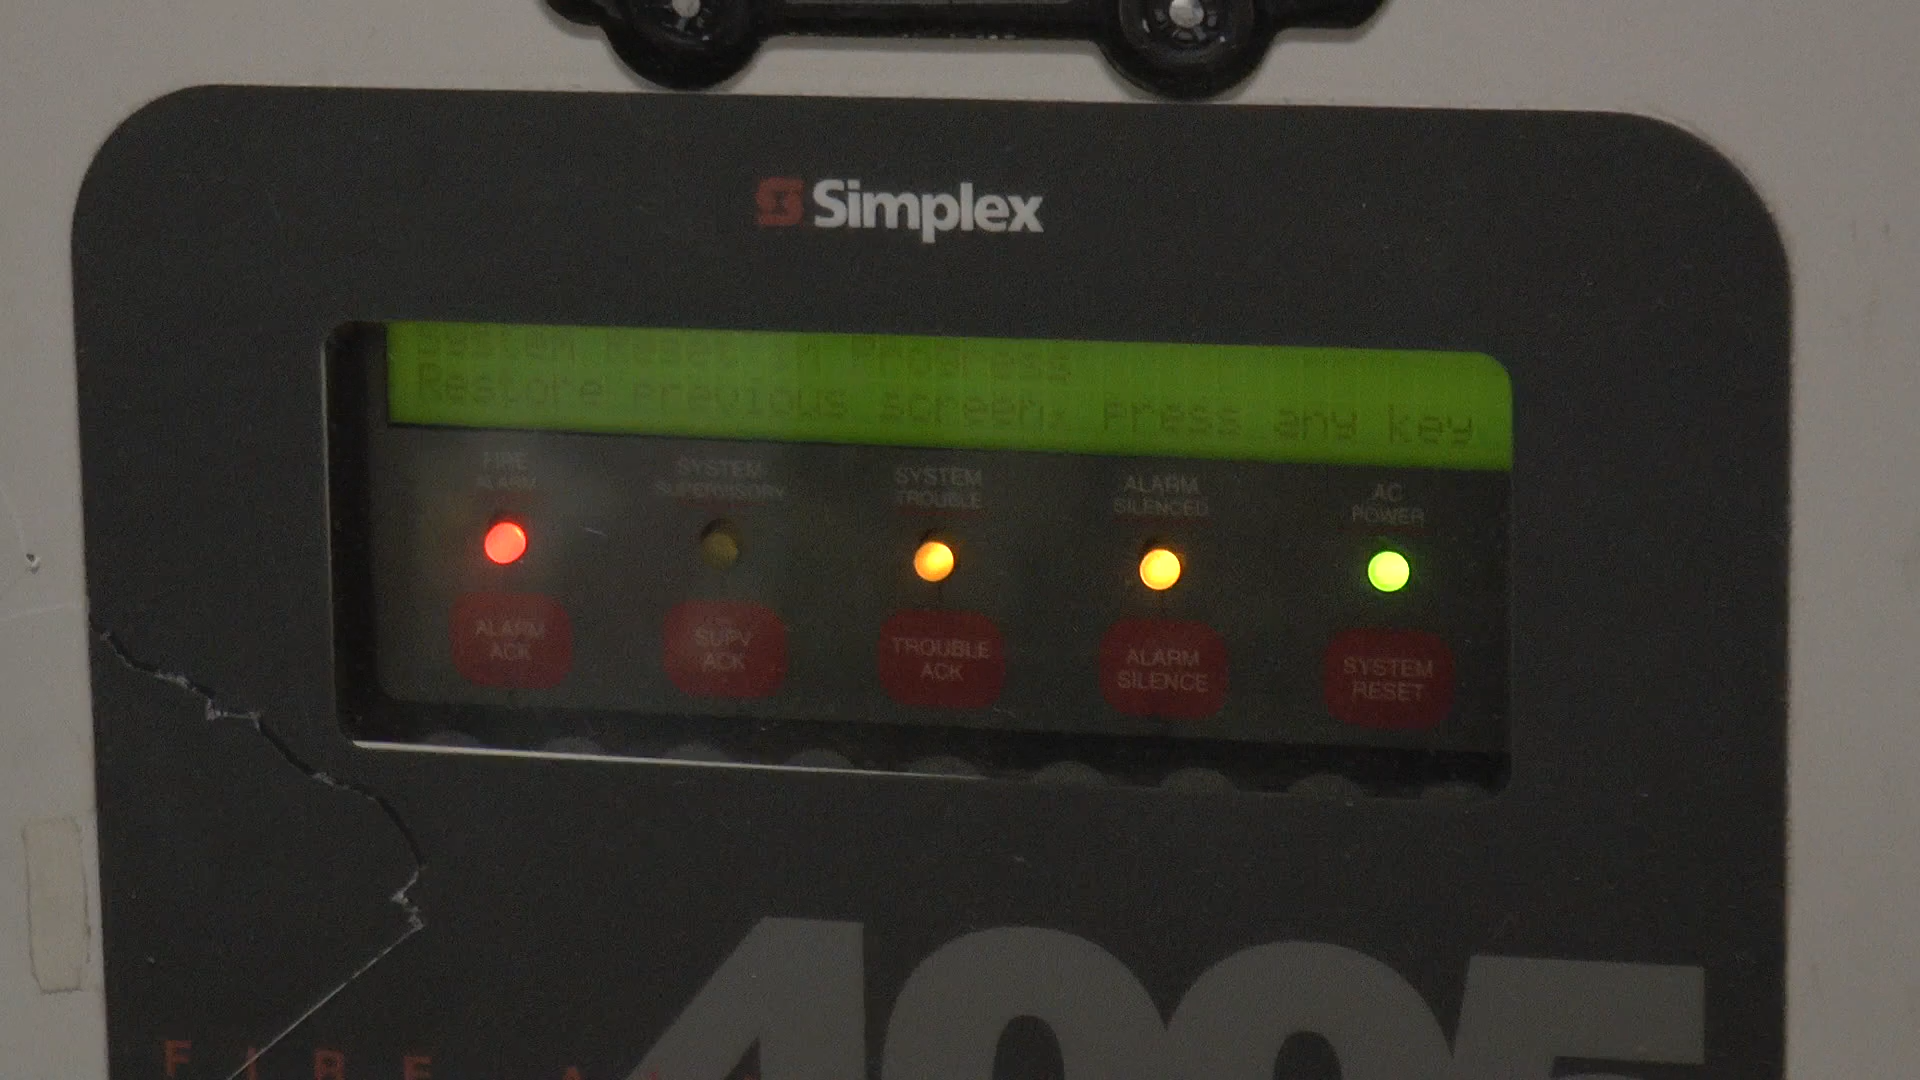 Simplex
System Reset in Progress
Restore previous screen, press any key
FIRE
ALARM
SYSTEM
SUPERVISORY
SYSTEM
TROUBLE
ALARM
SILENCED
AC
POWER
ALARM
ACK
SUPV
ACK
TROUBLE
ACK
ALARM
SILENCE
SYSTEM
RESET
4005
FIRE